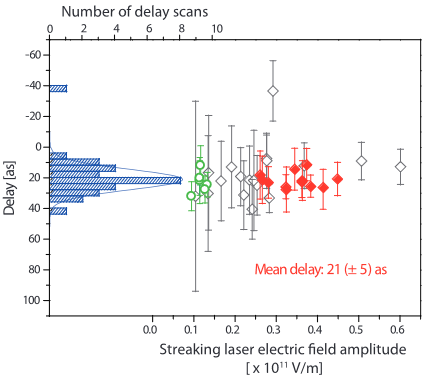 Number of delay scans
0 2 4 6 8 10
-60
-40
-20
0
20
40
60
80
100
Delay [as]
Mean delay: 21 (± 5) as
0.0 0.1 0.2 0.3 0.4 0.5 0.6
Streaking laser electric field amplitude
[ x 10¹¹ V/m]